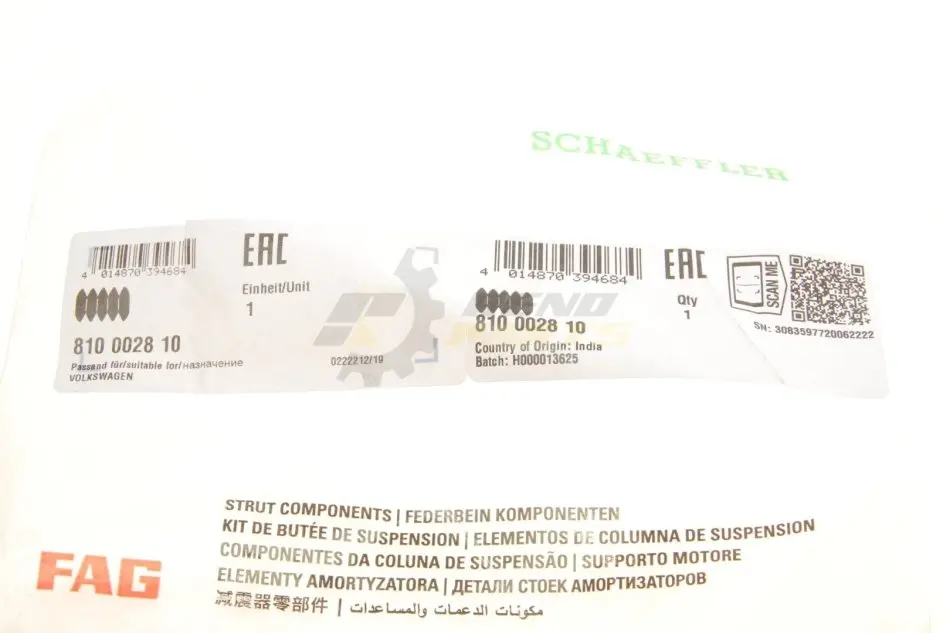 SCHAEFFLER
4 014870 394684
EAC
Einheit/Unit
1
810 0028 10
Passend für/suitable for/назначение
VOLKSWAGEN
0222212/19
4 014870 394684
EAC
Qty
1
810 0028 10
Country of Origin: India
Batch: H000013625
SCAN ME
SN: 3083597720062222
STRUT COMPONENTS | FEDERBEIN KOMPONENTEN
KIT DE BUTÉE DE SUSPENSION | ELEMENTOS DE COLUMNA DE SUSPENSION
COMPONENTES DA COLUNA DE SUSPENSÃO | SUPPORTO MOTORE
ELEMENTY AMORTYZATORA | ДЕТАЛИ СТОЕК АМОРТИЗАТОРОВ
减震器零部件 | مكونات الدعمات والمساعدات
FAG